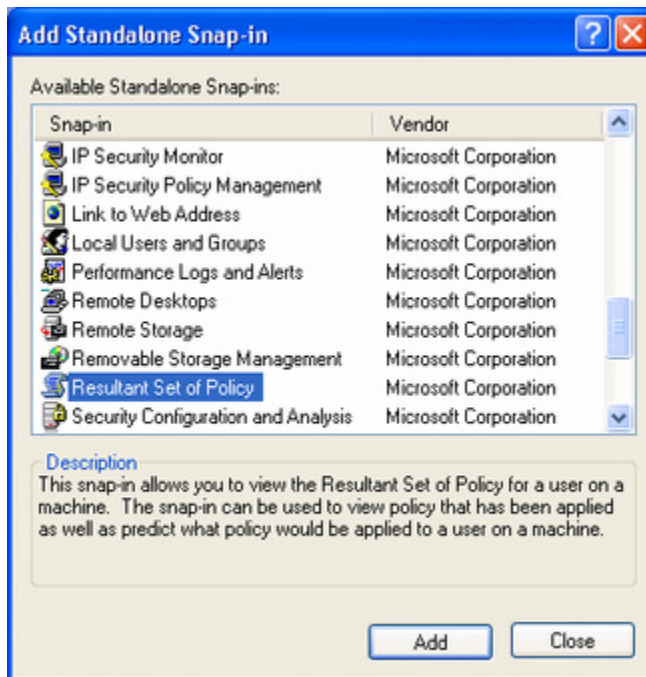 Add Standalone Snap-in
Available Standalone Snap-ins:
Snap-in Vendor
IP Security Monitor Microsoft Corporation
IP Security Policy Management Microsoft Corporation
Link to Web Address Microsoft Corporation
Local Users and Groups Microsoft Corporation
Performance Logs and Alerts Microsoft Corporation
Remote Desktops Microsoft Corporation
Remote Storage Microsoft Corporation
Removable Storage Management Microsoft Corporation
Resultant Set of Policy Microsoft Corporation
Security Configuration and Analysis Microsoft Corporation
Description
This snap-in allows you to view the Resultant Set of Policy for a user on a
machine. The snap-in can be used to view policy that has been applied
as well as predict what policy would be applied to a user on a machine.
Add Close